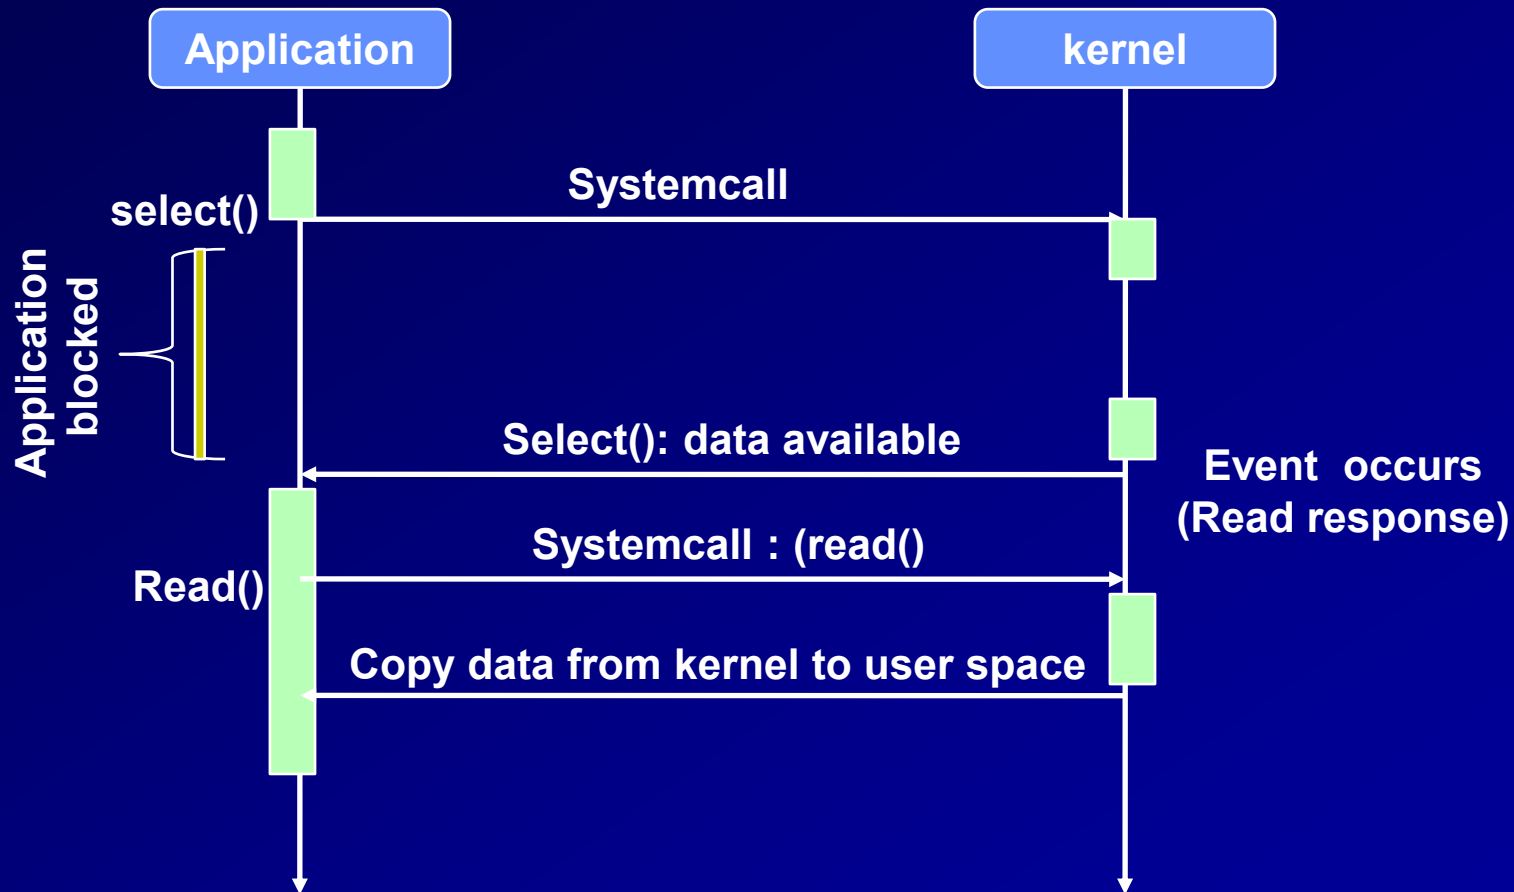 Application
kernel
Systemcall
select()
Application
blocked
Select(): data available
Event occurs
(Read response)
Systemcall : (read()
Read()
Copy data from kernel to user space